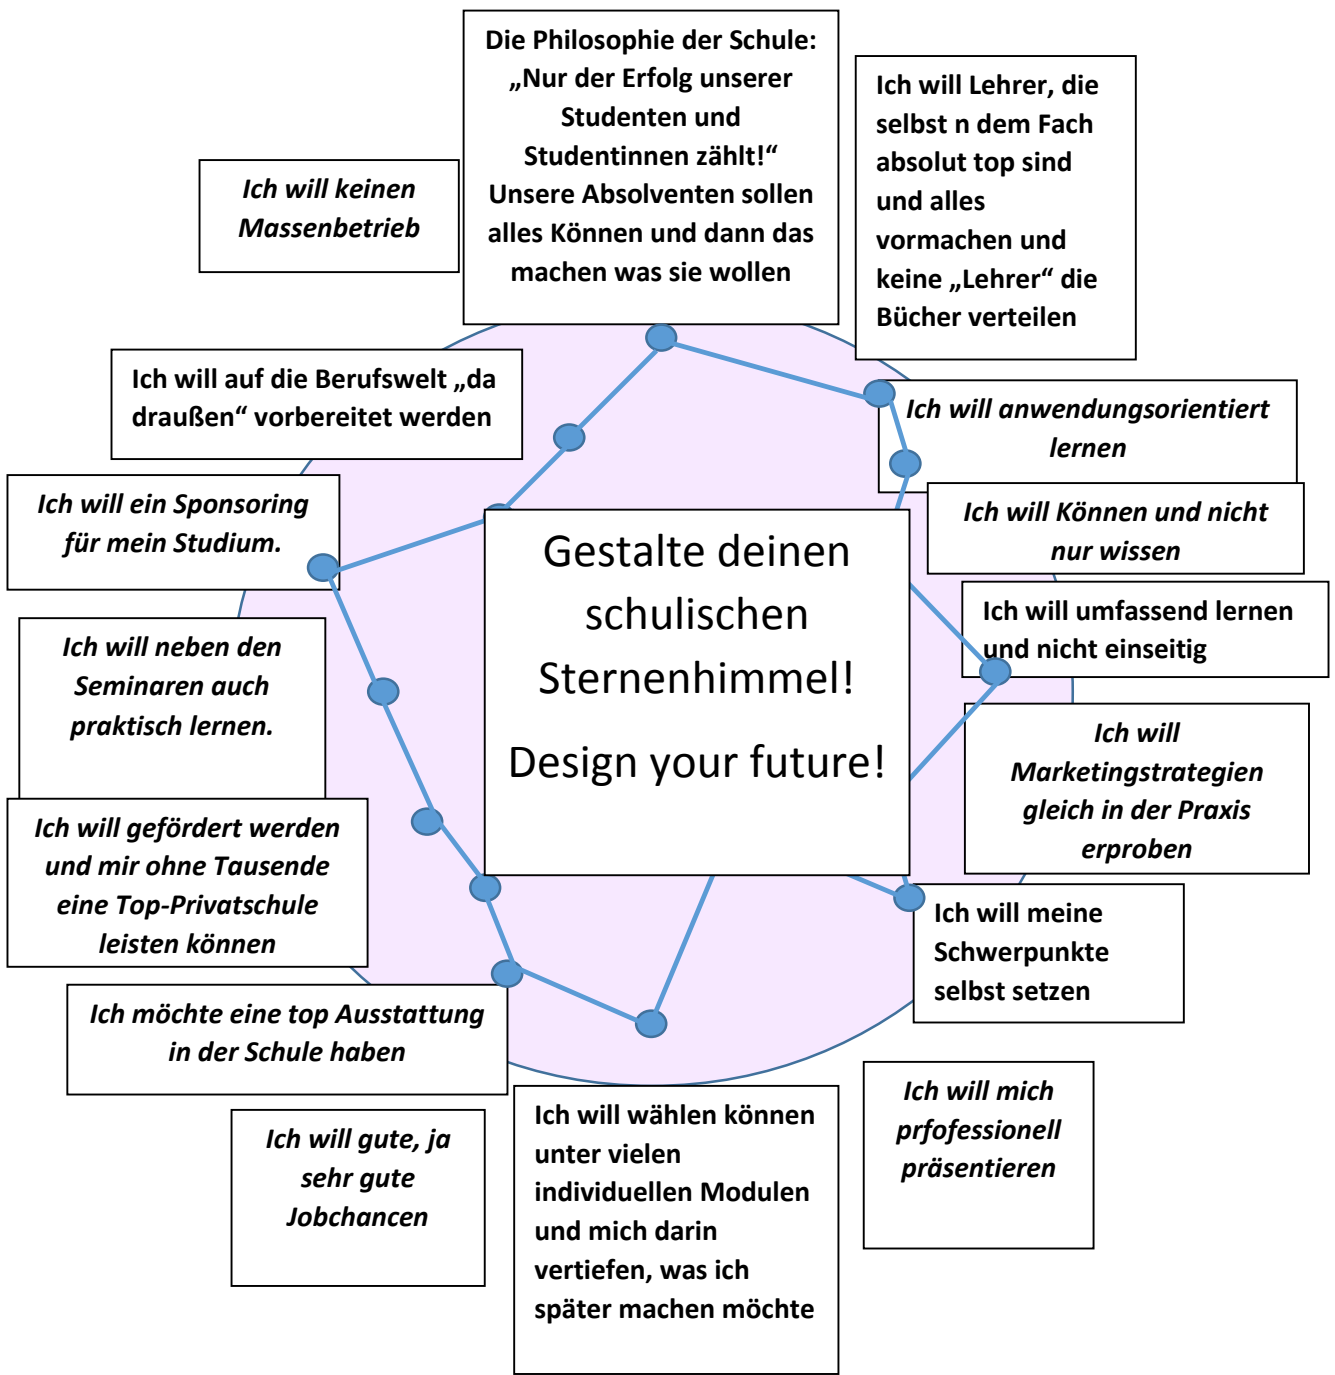 Die Philosophie der Schule:
„Nur der Erfolg unserer
Studenten und
Studentinnen zählt!“
Unsere Absolventen sollen
alles Können und dann das
machen was sie wollen
Ich will Lehrer, die
selbst n dem Fach
absolut top sind
und alles
vormachen und
keine „Lehrer“ die
Bücher verteilen
Ich will keinen
Massenbetrieb
Ich will auf die Berufswelt „da
draußen“ vorbereitet werden
Ich will anwendungsorientiert
lernen
Ich will ein Sponsoring
für mein Studium.
Ich will Können und nicht
nur wissen
Gestalte deinen
schulischen
Sternenhimmel!
Design your future!
Ich will umfassend lernen
und nicht einseitig
Ich will neben den
Seminaren auch
praktisch lernen.
Ich will
Marketingstrategien
gleich in der Praxis
erproben
Ich will gefördert werden
und mir ohne Tausende
eine Top-Privatschule
leisten können
Ich will meine
Schwerpunkte
selbst setzen
Ich möchte eine top Ausstattung
in der Schule haben
Ich will gute, ja
sehr gute
Jobchancen
Ich will wählen können
unter vielen
individuellen Modulen
und mich darin
vertiefen, was ich
später machen möchte
Ich will mich
prfofessionell
präsentieren